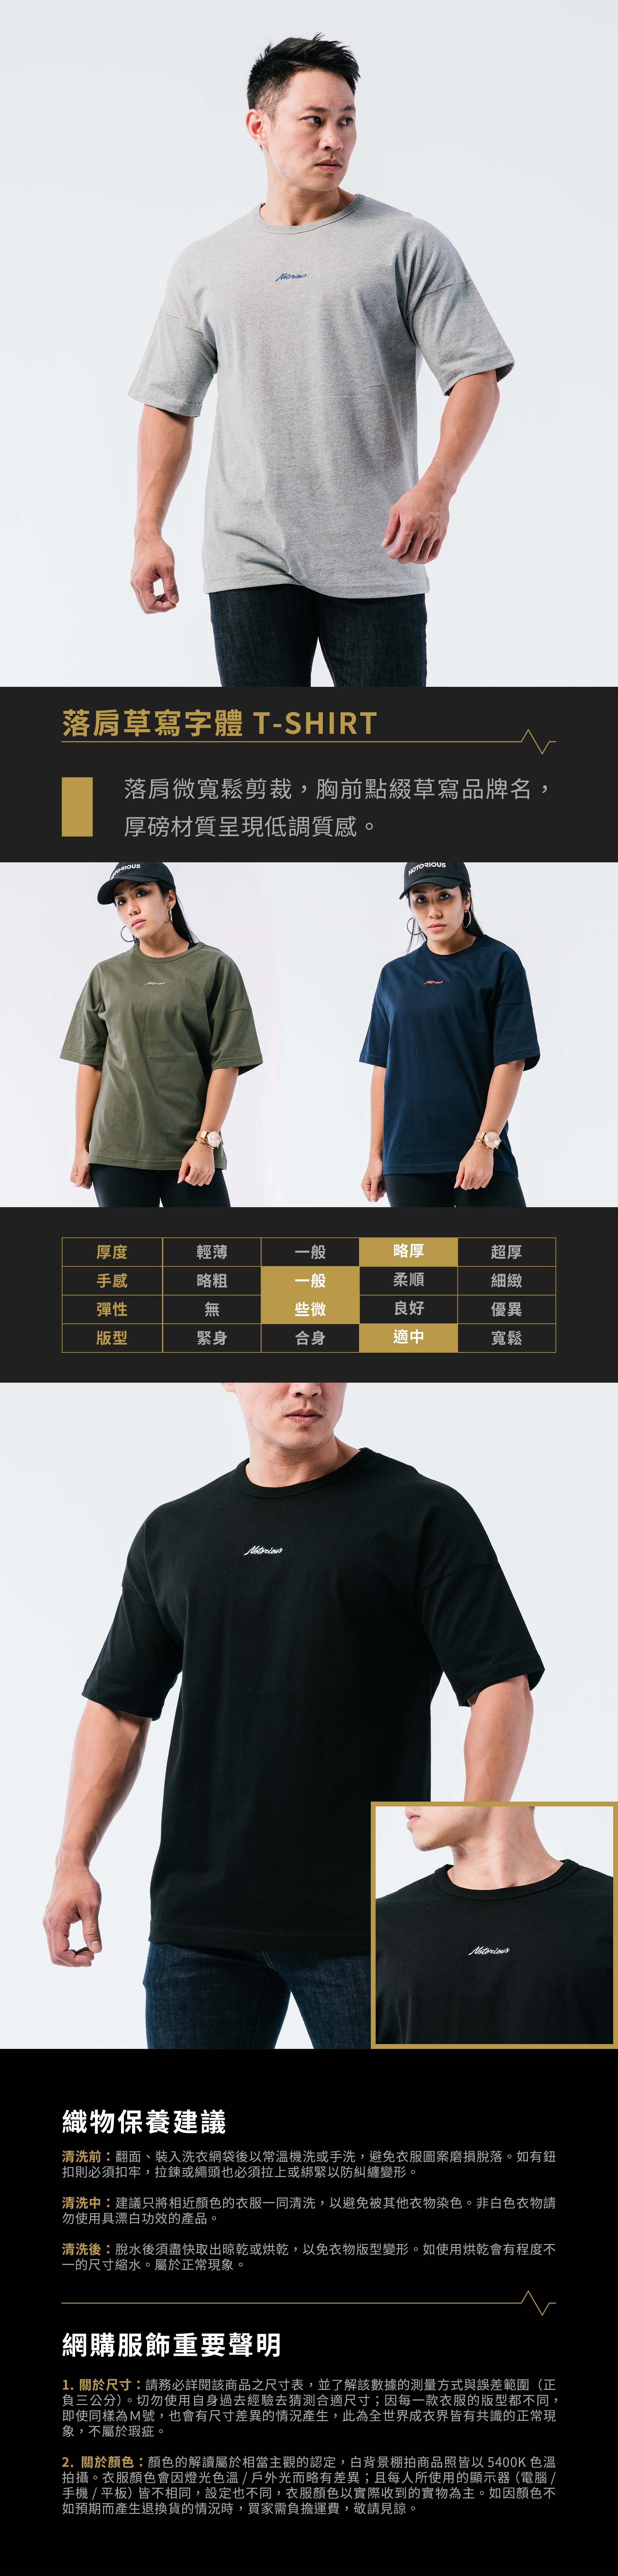 Notorious
落肩草寫字體 T-SHIRT
落肩微寬鬆剪裁，胸前點綴草寫品牌名，
厚磅材質呈現低調質感。
NOTORIOUS
NOTORIOUS
厚度 輕薄 一般 略厚 超厚
手感 略粗 一般 柔順 細緻
彈性 無 些微 良好 優異
版型 緊身 合身 適中 寬鬆
Notorious
Notorious
織物保養建議
清洗前：翻面、裝入洗衣網袋後以常溫機洗或手洗，避免衣服圖案磨損脫落。如有鈕
扣則必須扣牢，拉鍊或繩頭也必須拉上或綁緊以防糾纏變形。
清洗中：建議只將相近顏色的衣服一同清洗，以避免被其他衣物染色。非白色衣物請
勿使用具漂白功效的產品。
清洗後：脫水後須盡快取出晾乾或烘乾，以免衣物版型變形。如使用烘乾會有程度不
一的尺寸縮水。屬於正常現象。
網購服飾重要聲明
1. 關於尺寸：請務必詳閱該商品之尺寸表，並了解該數據的測量方式與誤差範圍（正
負三公分）。切勿使用自身過去經驗去猜測合適尺寸；因每一款衣服的版型都不同，
即使同樣為M號，也會有尺寸差異的情況產生，此為全世界成衣界皆有共識的正常現
象，不屬於瑕疵。
2. 關於顏色：顏色的解讀屬於相當主觀的認定，白背景棚拍商品照皆以 5400K 色溫
拍攝。衣服顏色會因燈光色溫 / 戶外光而略有差異；且每人所使用的顯示器（電腦 /
手機 / 平板）皆不相同，設定也不同，衣服顏色以實際收到的實物為主。如因顏色不
如預期而產生退換貨的情況時，買家需負擔運費，敬請見諒。